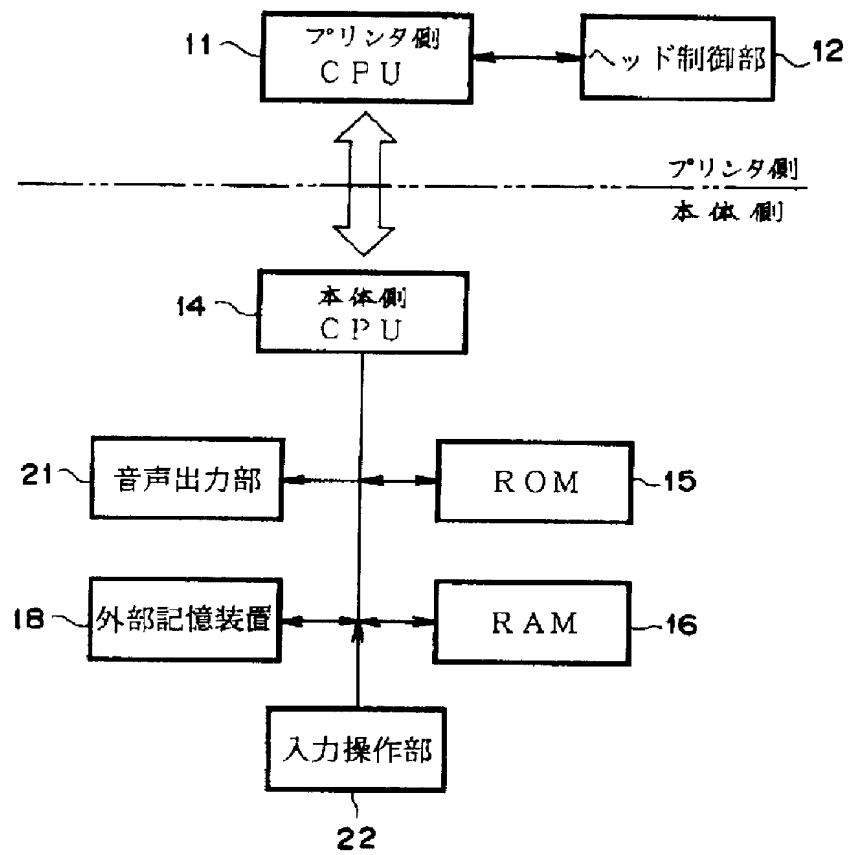 11
プリンタ側
CPU
ヘッド制御部
12
プリンタ側
本体側
14
本体側
CPU
21
音声出力部
ROM
15
18
外部記憶装置
RAM
16
入力操作部
22